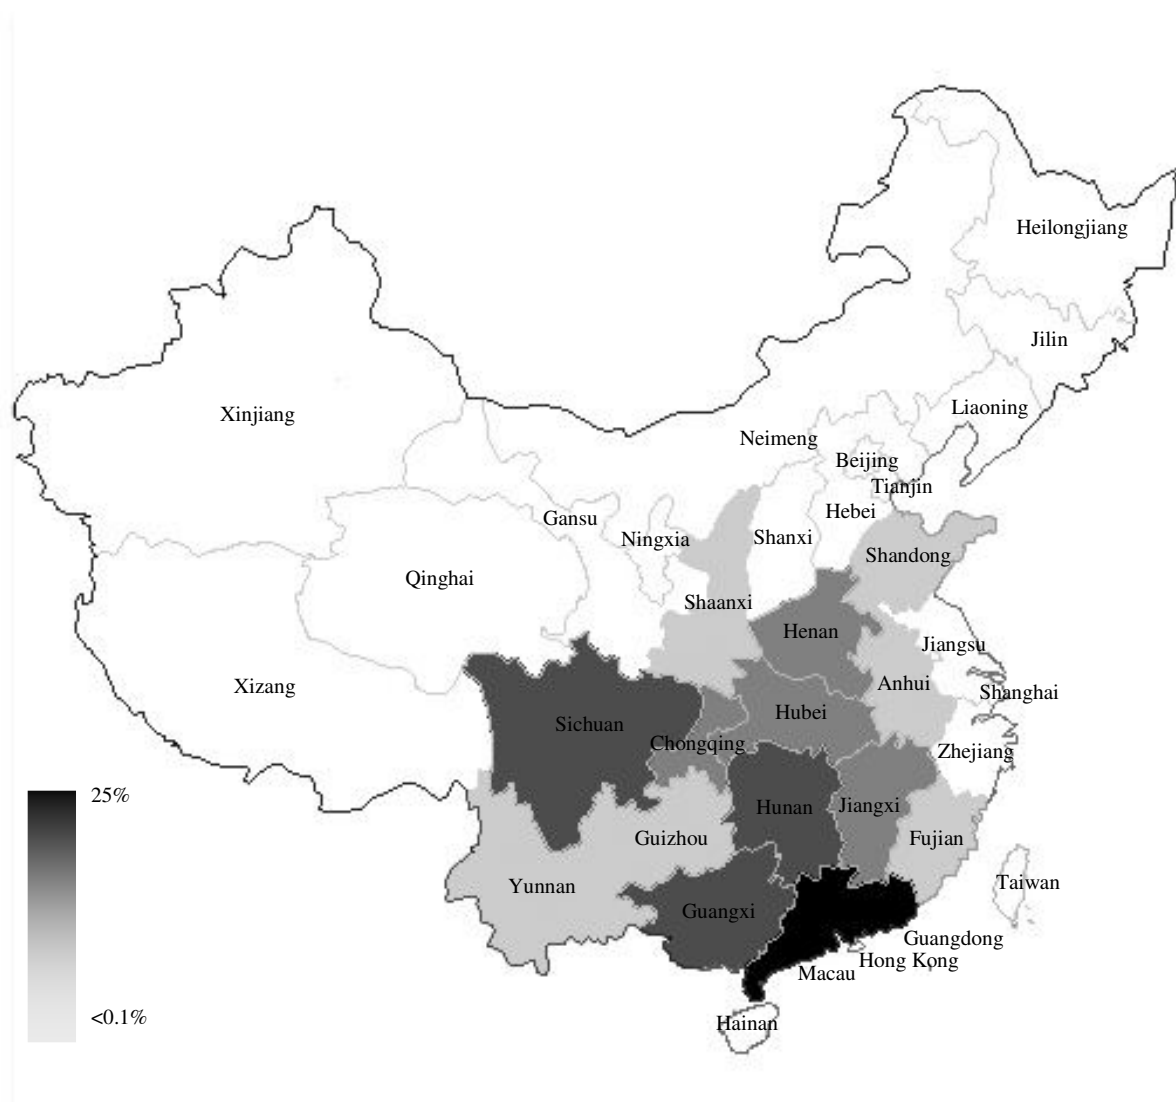 Heilongjiang
Jilin
Liaoning
Xinjiang
Neimeng
Beijing
Tianjin
Hebei
Gansu
Ningxia
Shanxi
Shandong
Qinghai
Shaanxi
Henan
Jiangsu
Xizang
Anhui
Shanghai
Sichuan
Hubei
Chongqing
Zhejiang
25%
Hunan
Jiangxi
Guizhou
Fujian
Yunnan
Taiwan
Guangxi
Guangdong
Hong Kong
Macau
<0.1%
Hainan